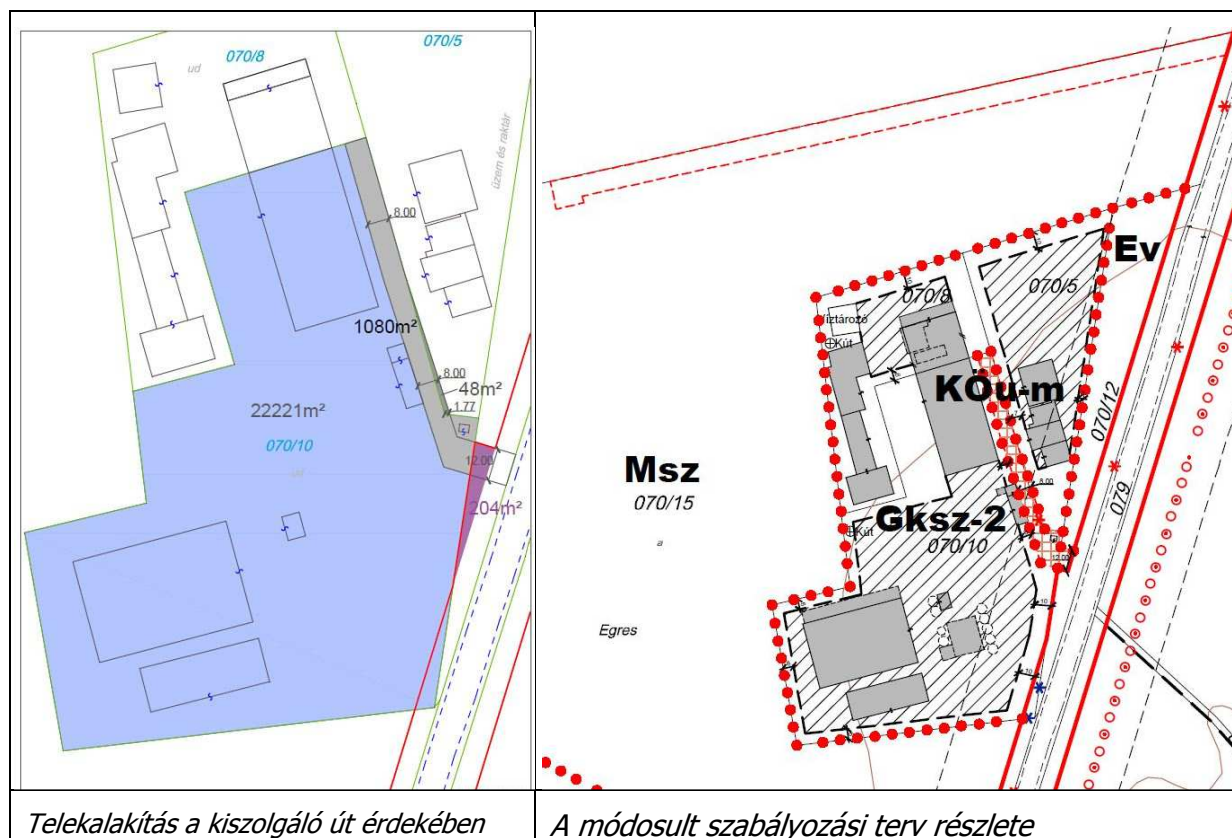 070/8
070/5
ud
üzem és raktár
8.00
1080m²
8.00
48m²
1.77
22221m²
070/10
ud
12.00
204m²
Telekalakítás a kiszolgáló út érdekében
Ev
070/5
070/8
Víztározó
Kút
KÖu-m
070/12
079
Msz
070/15
a
8.00
Gksz-2
Kút
070/10
12.00
10
Egres
10
A módosult szabályozási terv részlete